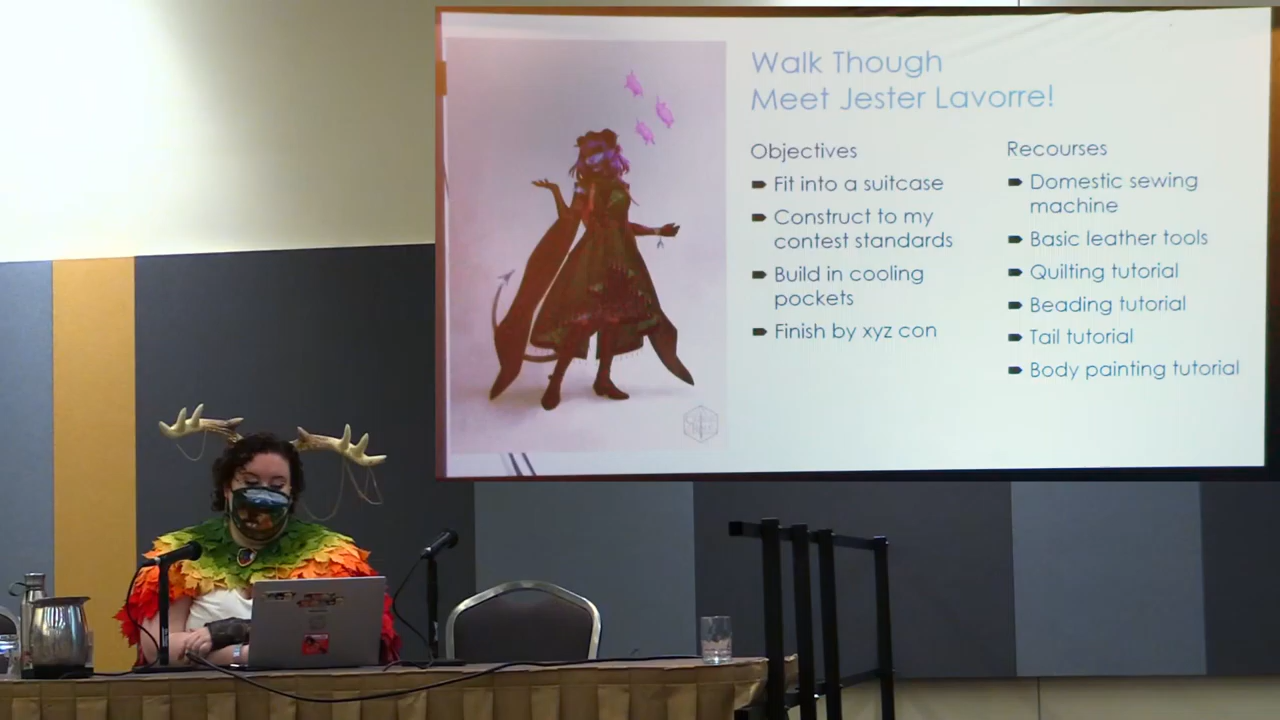 Walk Though
Meet Jester Lavorre!
Objectives
Fit into a suitcase
Construct to my
contest standards
Build in cooling
pockets
Finish by xyz con
Recourses
Domestic sewing
machine
Basic leather tools
Quilting tutorial
Beading tutorial
Tail tutorial
Body painting tutorial